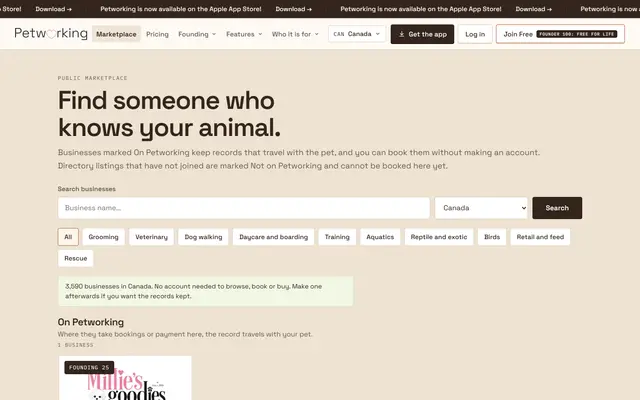 Store! Download → Petworking is now available on the Apple App Store! Download → Petworking is now available on the Apple App Store! Download → Petworking is now a
Petworking Marketplace Pricing Founding Features Who it is for CAN Canada Get the app Log in Join Free FOUNDER 100: FREE FOR LIFE
PUBLIC MARKETPLACE
Find someone who
knows your animal.
Businesses marked On Petworking keep records that travel with the pet, and you can book them without making an account.
Directory listings that have not joined are marked Not on Petworking and cannot be booked here yet.
Search businesses
Business name... Canada Search
All Grooming Veterinary Dog walking Daycare and boarding Training Aquatics Reptile and exotic Birds Retail and feed
Rescue
3,590 businesses in Canada. No account needed to browse, book or buy. Make one
afterwards if you want the records kept.
On Petworking
Where they take bookings or payment here, the record travels with your pet.
1 BUSINESS
FOUNDING 25
Millie's
goodies